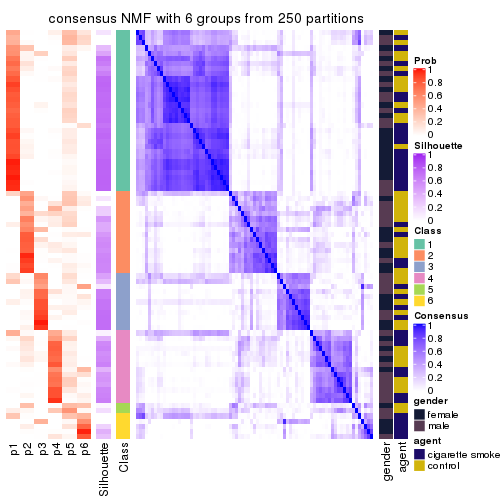 consensus NMF with 6 groups from 250 partitions
Prob
1
0.8
0.6
0.4
0.2
0
Silhouette
1
0.8
0.6
0.4
0.2
0
Class
1
2
3
4
5
6
Consensus
1
0.8
0.6
0.4
0.2
0
gender
female
male
agent
cigarette smoke
control
p1
p2
p3
p4
p5
p6
Silhouette
Class
gender
agent